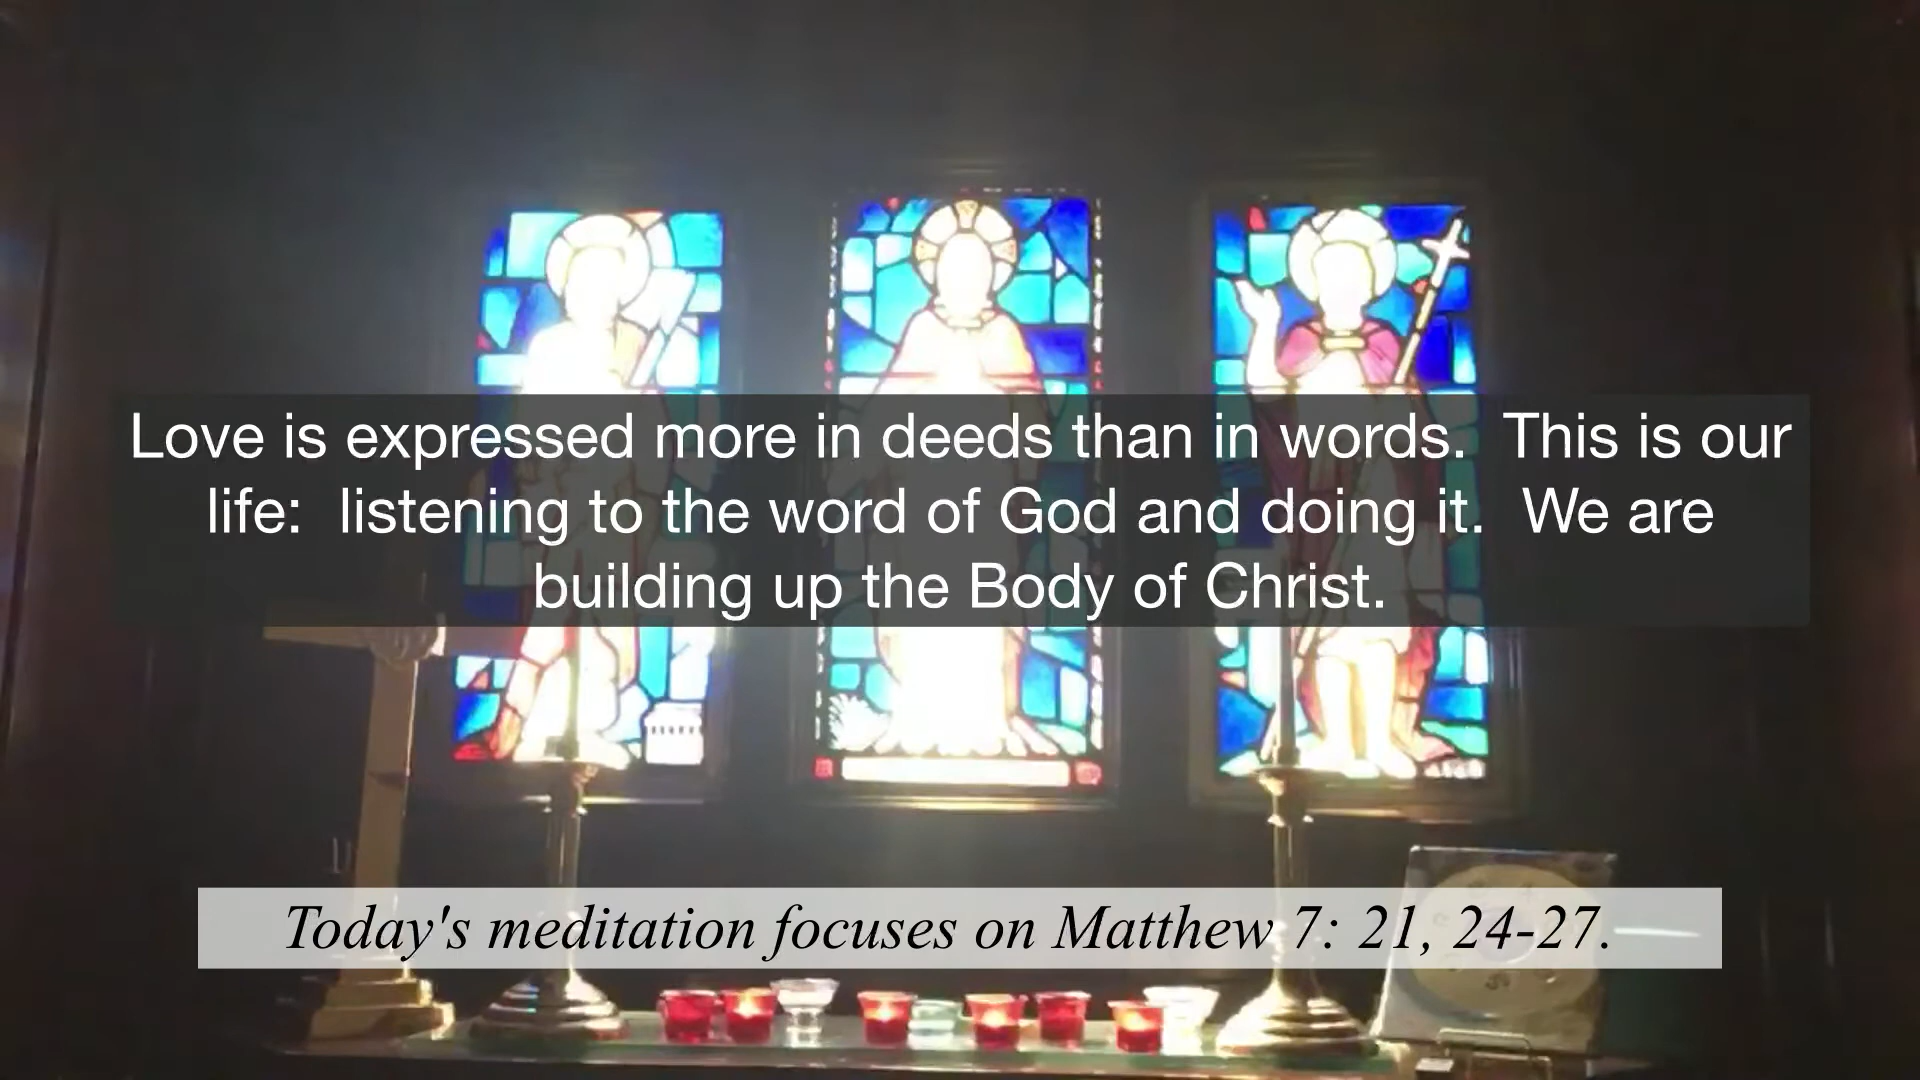 Love is expressed more in deeds than in words.  This is our
life:  listening to the word of God and doing it.  We are
building up the Body of Christ.
Today's meditation focuses on Matthew 7: 21, 24-27.